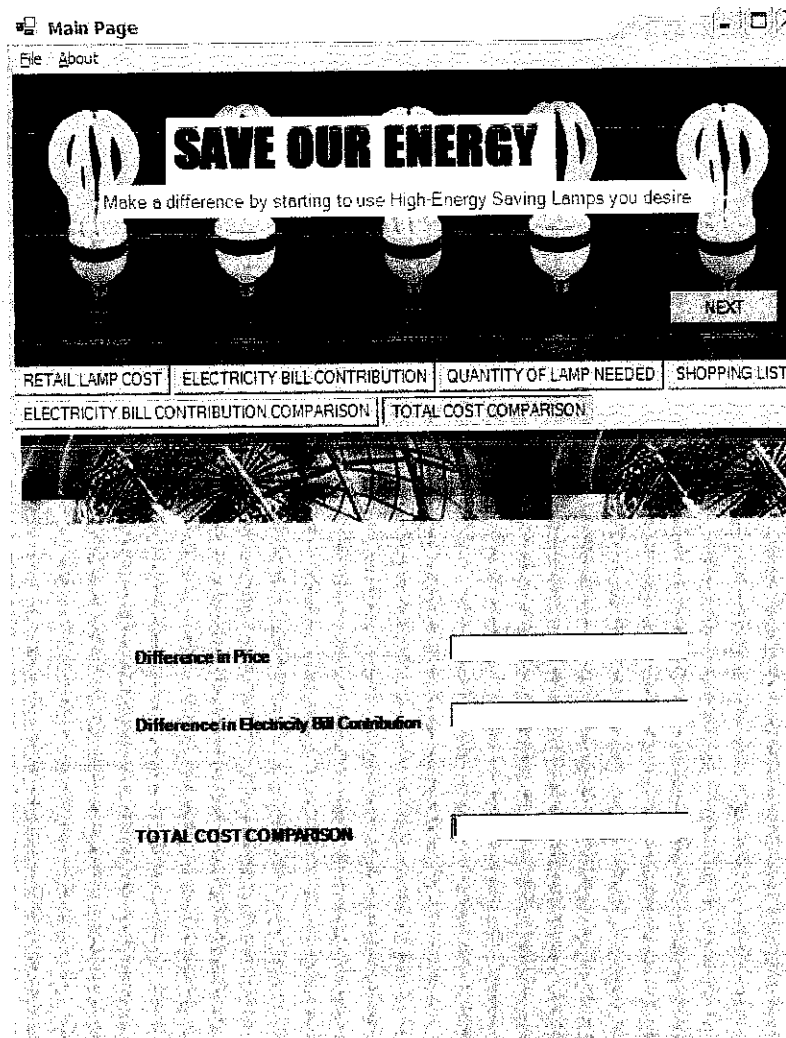 Main Page
File About
SAVE OUR ENERGY
Make a difference by starting to use High-Energy Saving Lamps you desire
NEXT
RETAIL LAMP COST ELECTRICITY BILL CONTRIBUTION QUANTITY OF LAMP NEEDED SHOPPING LIST
ELECTRICITY BILL CONTRIBUTION COMPARISON TOTAL COST COMPARISON
Difference in Price
Difference in Electricity Bill Contribution
TOTAL COST COMPARISON